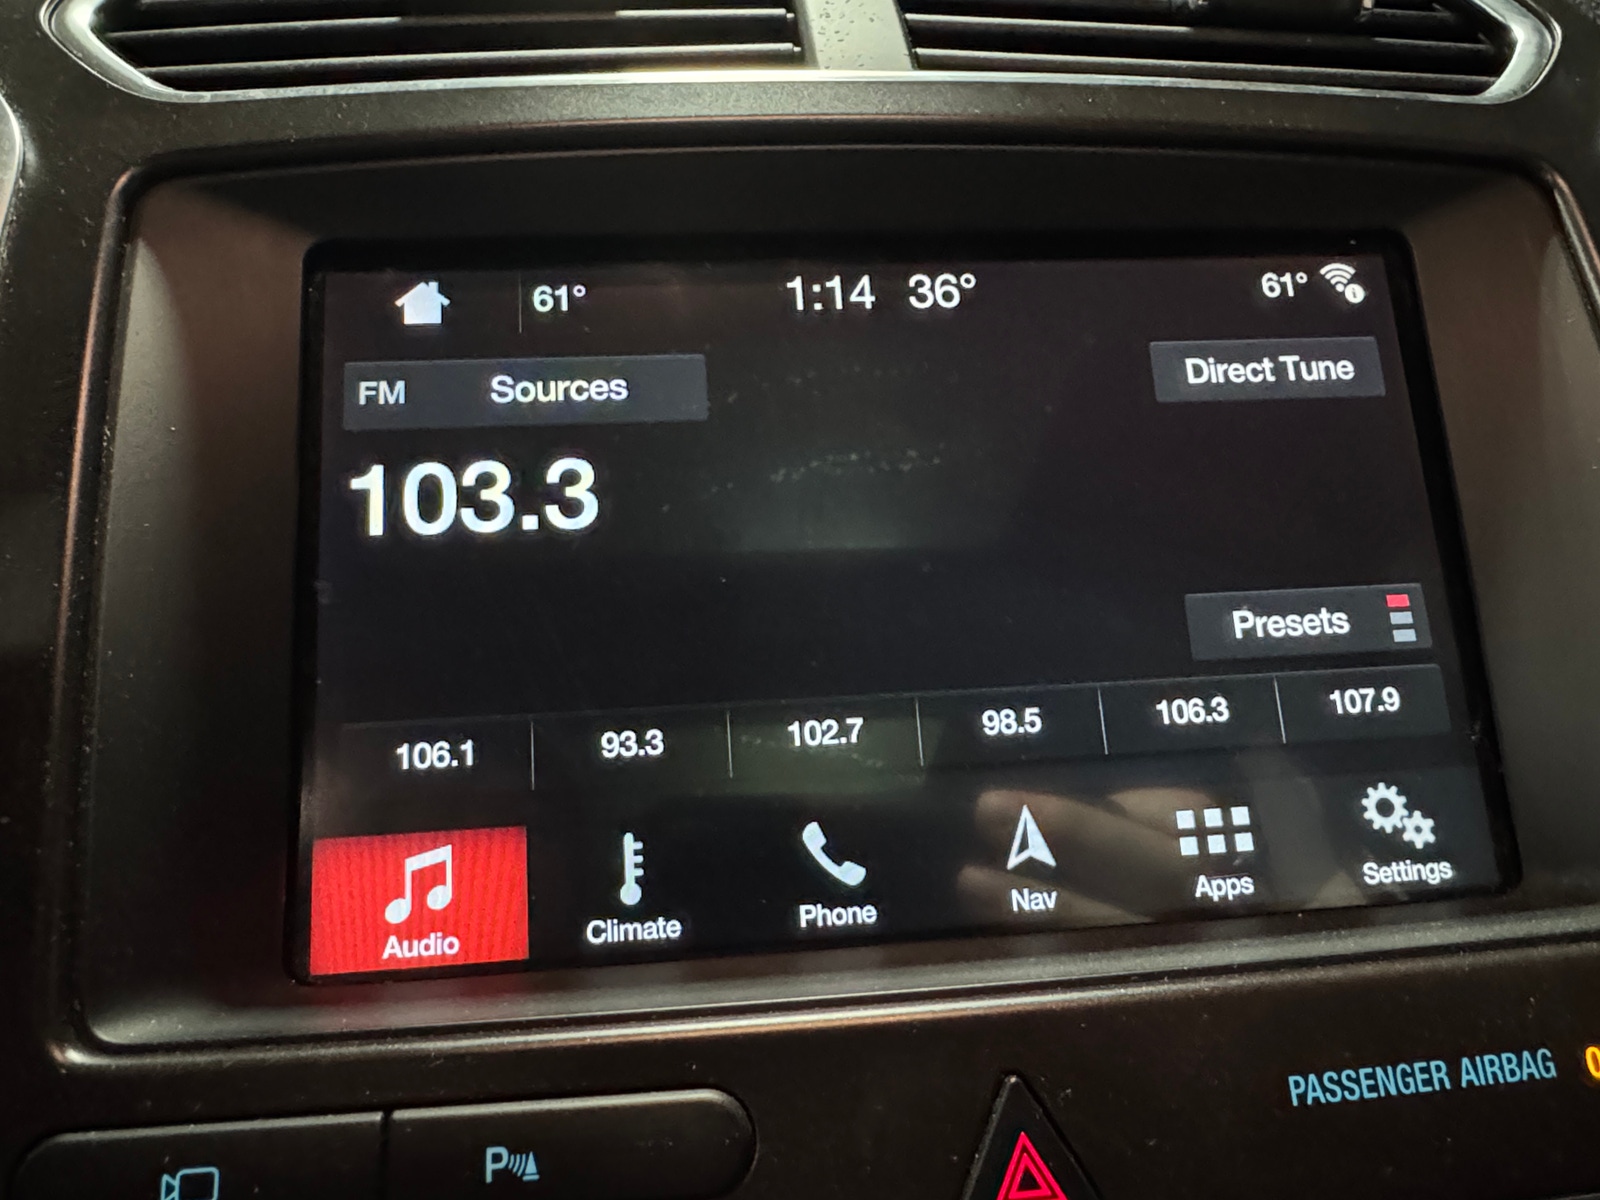 61° 1:14 36° 61°
FM Sources Direct Tune
103.3
Presets
106.1 93.3 102.7 98.5 106.3 107.9
Audio Climate Phone Nav Apps Settings
PASSENGER AIRBAG
P